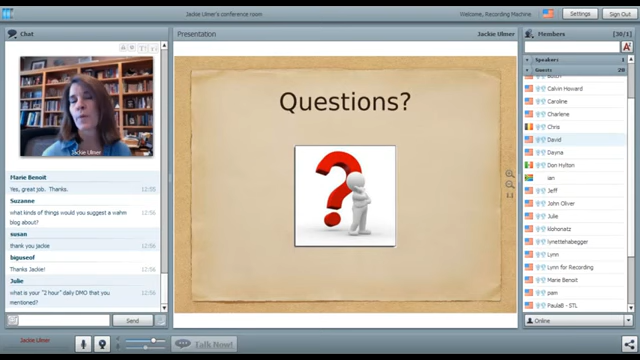 Jackie Ulmer's conference room
Welcome, Recording Machine
Settings
Sign Out
Chat
Jackie Ulmer
Marie Benoit
Yes, great job. Thanks.
12:55
Suzanne
what kinds of things would you suggest a wahm
12:56
blog about?
susan
thank you jackie
12:56
biguseof
Thanks Jackie!
12:56
Julie
what is your "2 hour" daily DMO that you
12:56
mentioned?
Send
Jackie Ulmer
Talk Now!
Presentation
Jackie Ulmer
Questions?
?
1:1
Members
[30/1]
Speakers
1
Guests
28
Calvin Howard
Caroline
Charlene
Chris
David
Dayna
Don Hylton
ian
Jeff
John Oliver
Julie
klohonatz
lynettehabegger
Lynn
Lynn for Recording
Marie Benoit
pam
PaulaB - STL
Online